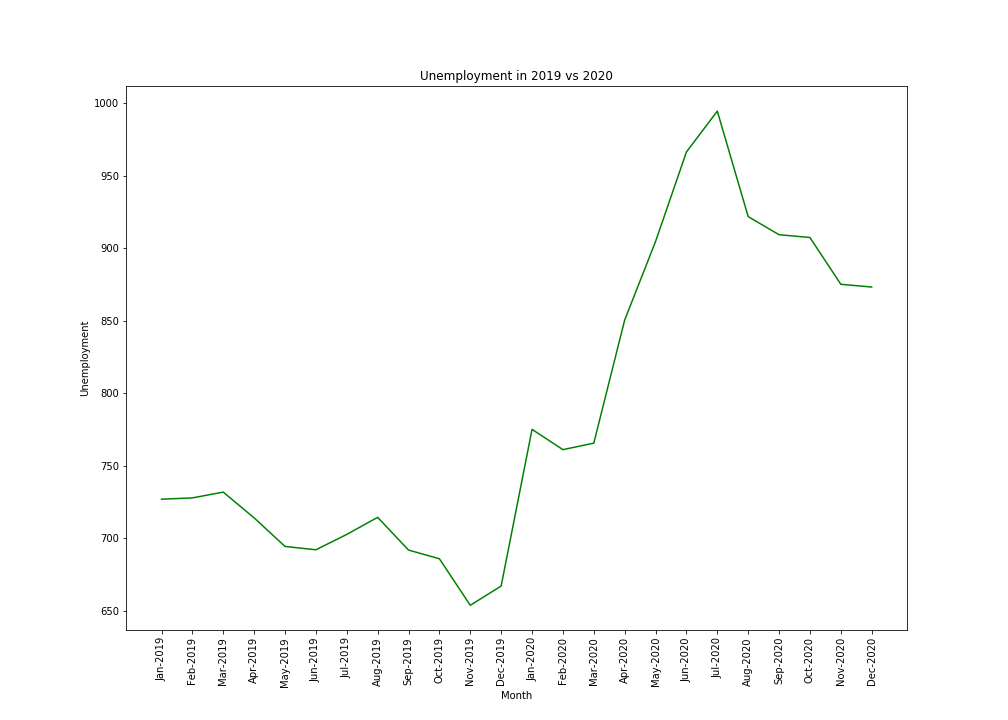 Unemployment in 2019 vs 2020
1000
950
900
850
800
750
700
650
Unemployment
Jan-2019
Feb-2019
Mar-2019
Apr-2019
May-2019
Jun-2019
Jul-2019
Aug-2019
Sep-2019
Oct-2019
Nov-2019
Dec-2019
Jan-2020
Feb-2020
Mar-2020
Apr-2020
May-2020
Jun-2020
Jul-2020
Aug-2020
Sep-2020
Oct-2020
Nov-2020
Dec-2020
Month